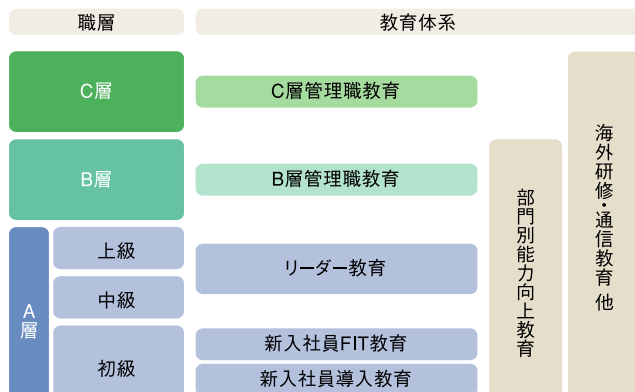 職層
教育体系
C層
C層管理職教育
B層
B層管理職教育
A層
上級
中級
初級
リーダー教育
新入社員FIT教育
新入社員導入教育
部門別能力向上教育
海外研修・通信教育 他